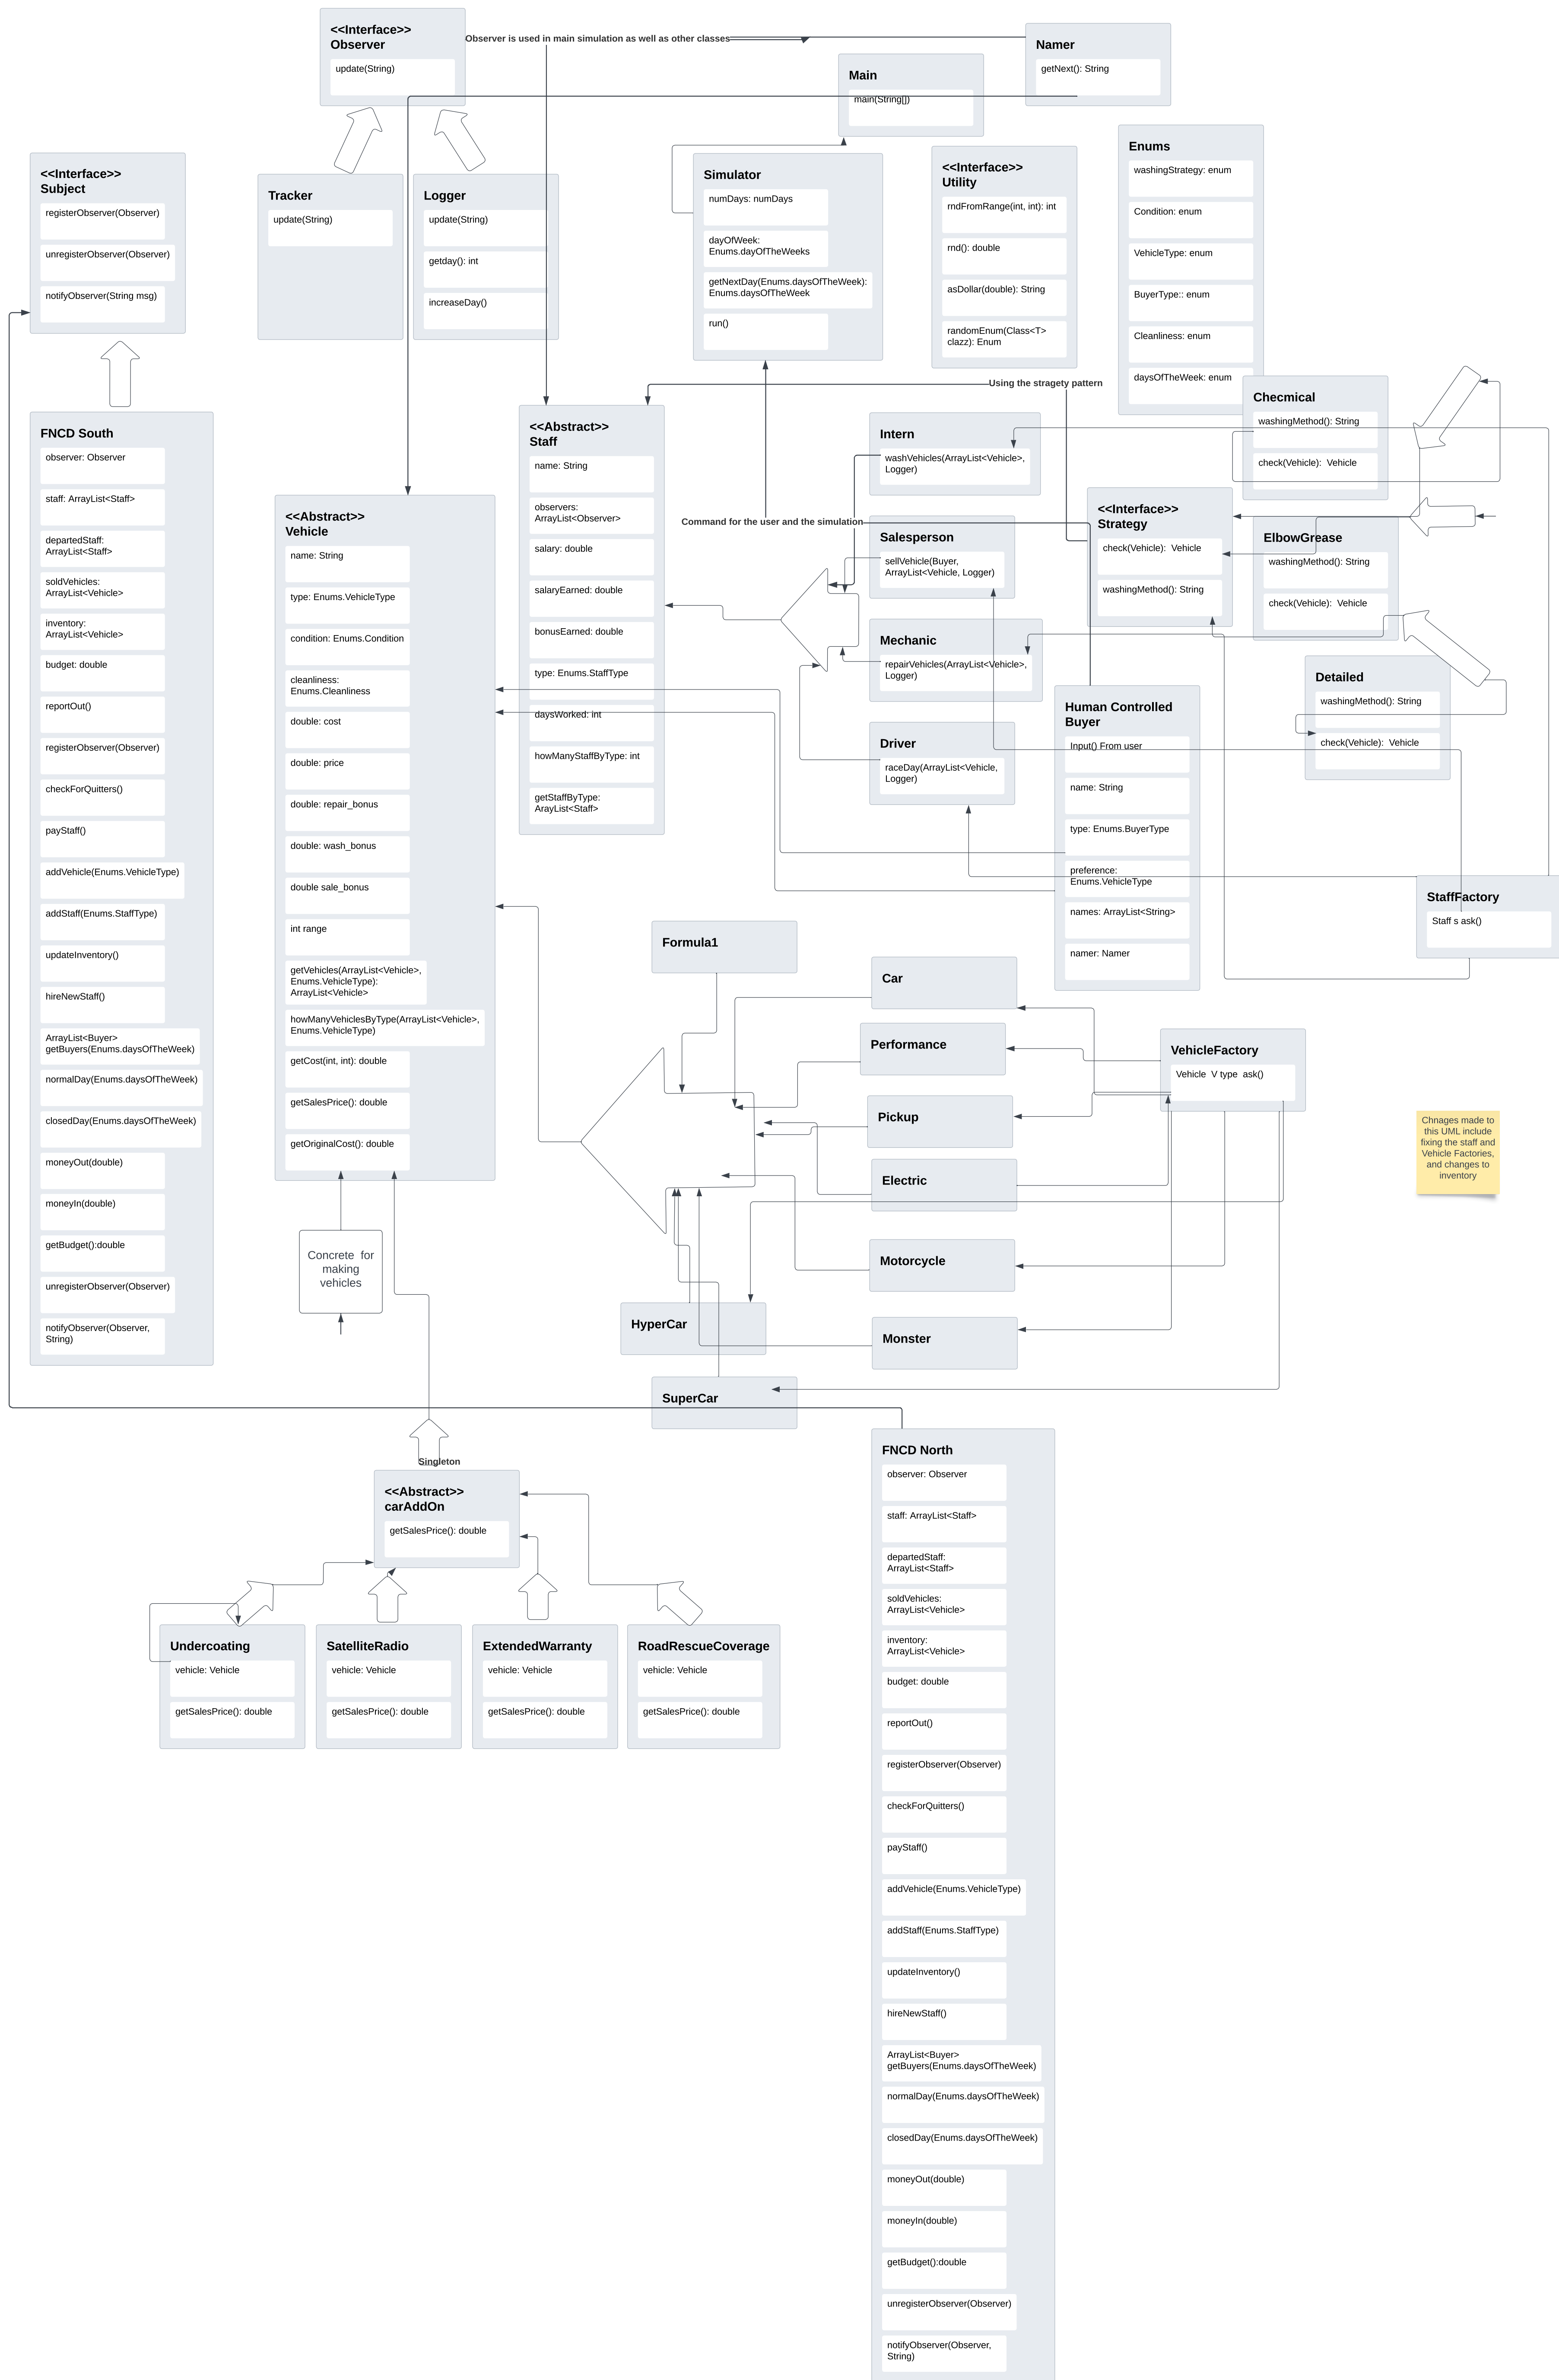 <<Interface>>
Observer
update(String)
Observer is used in main simulation as well as other classes
Namer
getNext(): String
Main
main(String[])
<<Interface>>
Subject
registerObserver(Observer)
unregisterObserver(Observer)
notifyObserver(String msg)
Tracker
update(String)
Logger
update(String)
getday(): int
increaseDay()
Simulator
numDays: numDays
dayOfWeek:
Enums.dayOfTheWeeks
getNextDay(Enums.daysOfTheWeek):
Enums.daysOfTheWeek
run()
<<Interface>>
Utility
rndFromRange(int, int): int
rnd(): double
asDollar(double): String
randomEnum(Class<T>
clazz): Enum
Enums
washingStrategy: enum
Condition: enum
VehicleType: enum
BuyerType:: enum
Cleanliness: enum
daysOfTheWeek: enum
Using the stragety pattern
Checmical
washingMethod(): String
check(Vehicle):  Vehicle
FNCD South
observer: Observer
staff: ArrayList<Staff>
departedStaff:
ArrayList<Staff>
soldVehicles:
ArrayList<Vehicle>
inventory:
ArrayList<Vehicle>
budget: double
reportOut()
registerObserver(Observer)
checkForQuitters()
payStaff()
addVehicle(Enums.VehicleType)
addStaff(Enums.StaffType)
updateInventory()
hireNewStaff()
ArrayList<Buyer>
getBuyers(Enums.daysOfTheWeek)
normalDay(Enums.daysOfTheWeek)
closedDay(Enums.daysOfTheWeek)
moneyOut(double)
moneyIn(double)
getBudget():double
unregisterObserver(Observer)
notifyObserver(Observer,
String)
<<Abstract>>
Vehicle
name: String
type: Enums.VehicleType
condition: Enums.Condition
cleanliness:
Enums.Cleanliness
double: cost
double: price
double: repair_bonus
double: wash_bonus
double sale_bonus
int range
getVehicles(ArrayList<Vehicle>,
Enums.VehicleType):
ArrayList<Vehicle>
howManyVehiclesByType(ArrayList<Vehicle>,
Enums.VehicleType)
getCost(int, int): double
getSalesPrice(): double
getOriginalCost(): double
<<Abstract>>
Staff
name: String
observers:
ArrayList<Observer>
salary: double
salaryEarned: double
bonusEarned: double
type: Enums.StaffType
daysWorked: int
howManyStaffByType: int
getStaffByType:
ArayList<Staff>
Intern
washVehicles(ArrayList<Vehicle>,
Logger)
Command for the user and the simulation
Salesperson
sellVehicle(Buyer,
ArrayList<Vehicle, Logger)
Mechanic
repairVehicles(ArrayList<Vehicle>,
Logger)
Driver
raceDay(ArrayList<Vehicle,
Logger)
<<Interface>>
Strategy
check(Vehicle):  Vehicle
washingMethod(): String
ElbowGrease
washingMethod(): String
check(Vehicle):  Vehicle
Detailed
washingMethod(): String
check(Vehicle):  Vehicle
Human Controlled
Buyer
Input() From user
name: String
type: Enums.BuyerType
preference:
Enums.VehicleType
names: ArrayList<String>
namer: Namer
StaffFactory
Staff s ask()
Formula1
Car
Performance
Pickup
Electric
Motorcycle
Monster
HyperCar
SuperCar
VehicleFactory
Vehicle  V type  ask()
Chnages made to
this UML include
fixing the staff and
Vehicle Factories,
and changes to
inventory
Concrete  for
making
vehicles
Singleton
<<Abstract>>
carAddOn
getSalesPrice(): double
Undercoating
vehicle: Vehicle
getSalesPrice(): double
SatelliteRadio
vehicle: Vehicle
getSalesPrice(): double
ExtendedWarranty
vehicle: Vehicle
getSalesPrice(): double
RoadRescueCoverage
vehicle: Vehicle
getSalesPrice(): double
FNCD North
observer: Observer
staff: ArrayList<Staff>
departedStaff:
ArrayList<Staff>
soldVehicles:
ArrayList<Vehicle>
inventory:
ArrayList<Vehicle>
budget: double
reportOut()
registerObserver(Observer)
checkForQuitters()
payStaff()
addVehicle(Enums.VehicleType)
addStaff(Enums.StaffType)
updateInventory()
hireNewStaff()
ArrayList<Buyer>
getBuyers(Enums.daysOfTheWeek)
normalDay(Enums.daysOfTheWeek)
closedDay(Enums.daysOfTheWeek)
moneyOut(double)
moneyIn(double)
getBudget():double
unregisterObserver(Observer)
notifyObserver(Observer,
String)